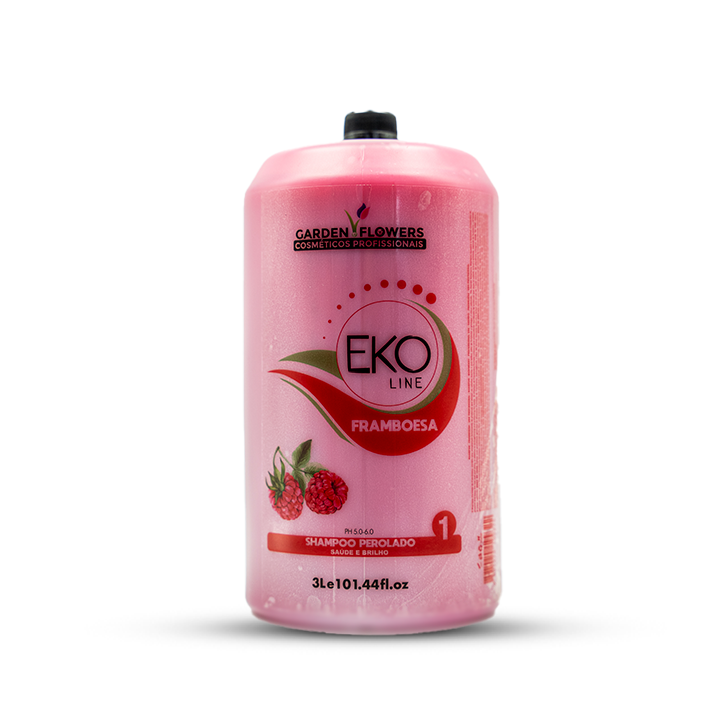 GARDEN FLOWERS
COSMÉTICOS PROFISSIONAIS
EKO
LINE
FRAMBOESA
PH 5.0-6.0
1
SHAMPOO PEROLADO
SAÚDE E BRILHO
3Le101.44fl.oz